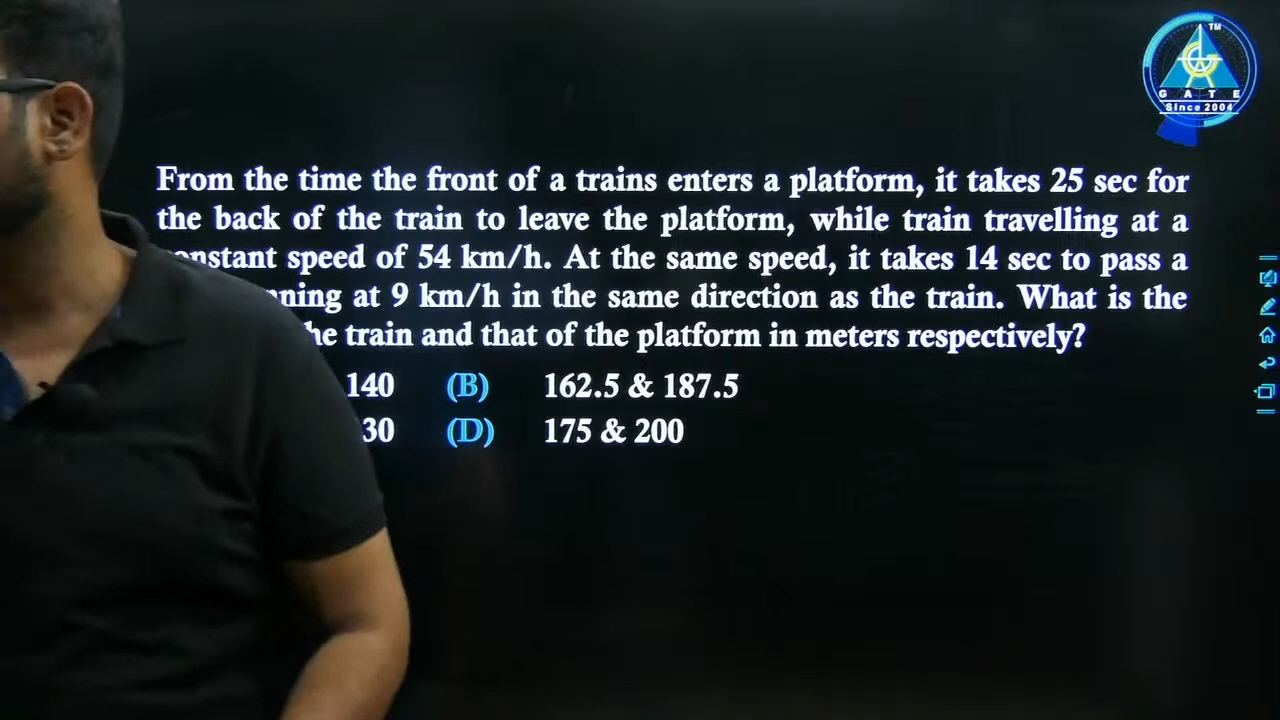 TM
G A T E
Since 2004
From the time the front of a trains enters a platform, it takes 25 sec for
the back of the train to leave the platform, while train travelling at a
speed of 54 km/h. At the same speed, it takes 14 sec to pass a
at 9 km/h in the same direction as the train. What is the
train and that of the platform in meters respectively?
140 (B) 162.5 & 187.5
30 (D) 175 & 200